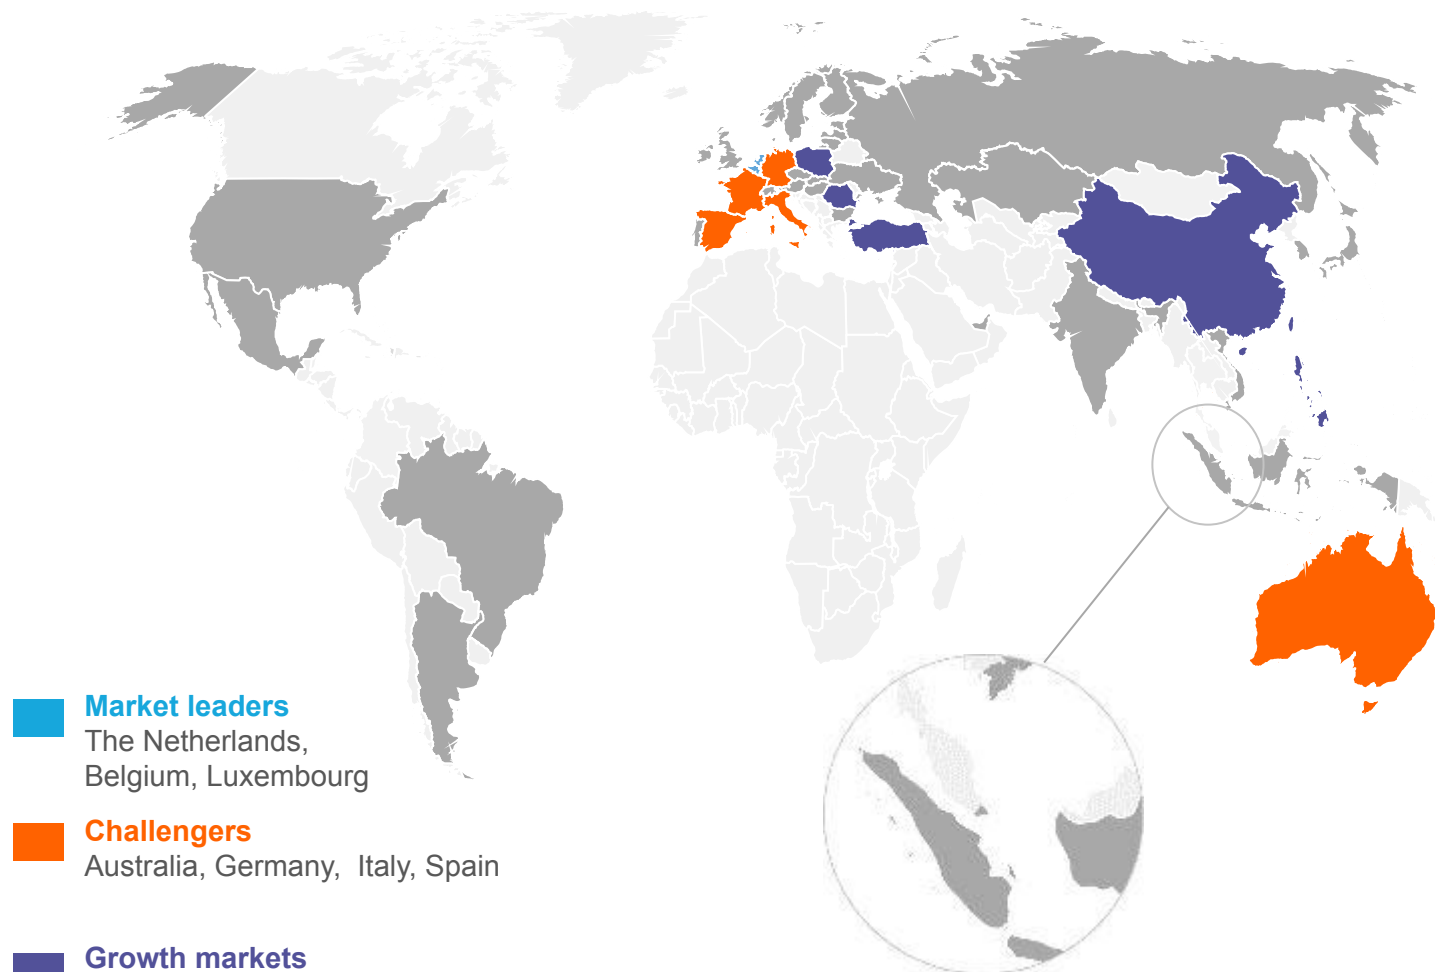 Market leaders
The Netherlands,
Belgium, Luxembourg
Challengers
Australia, Germany,  Italy, Spain
Growth markets